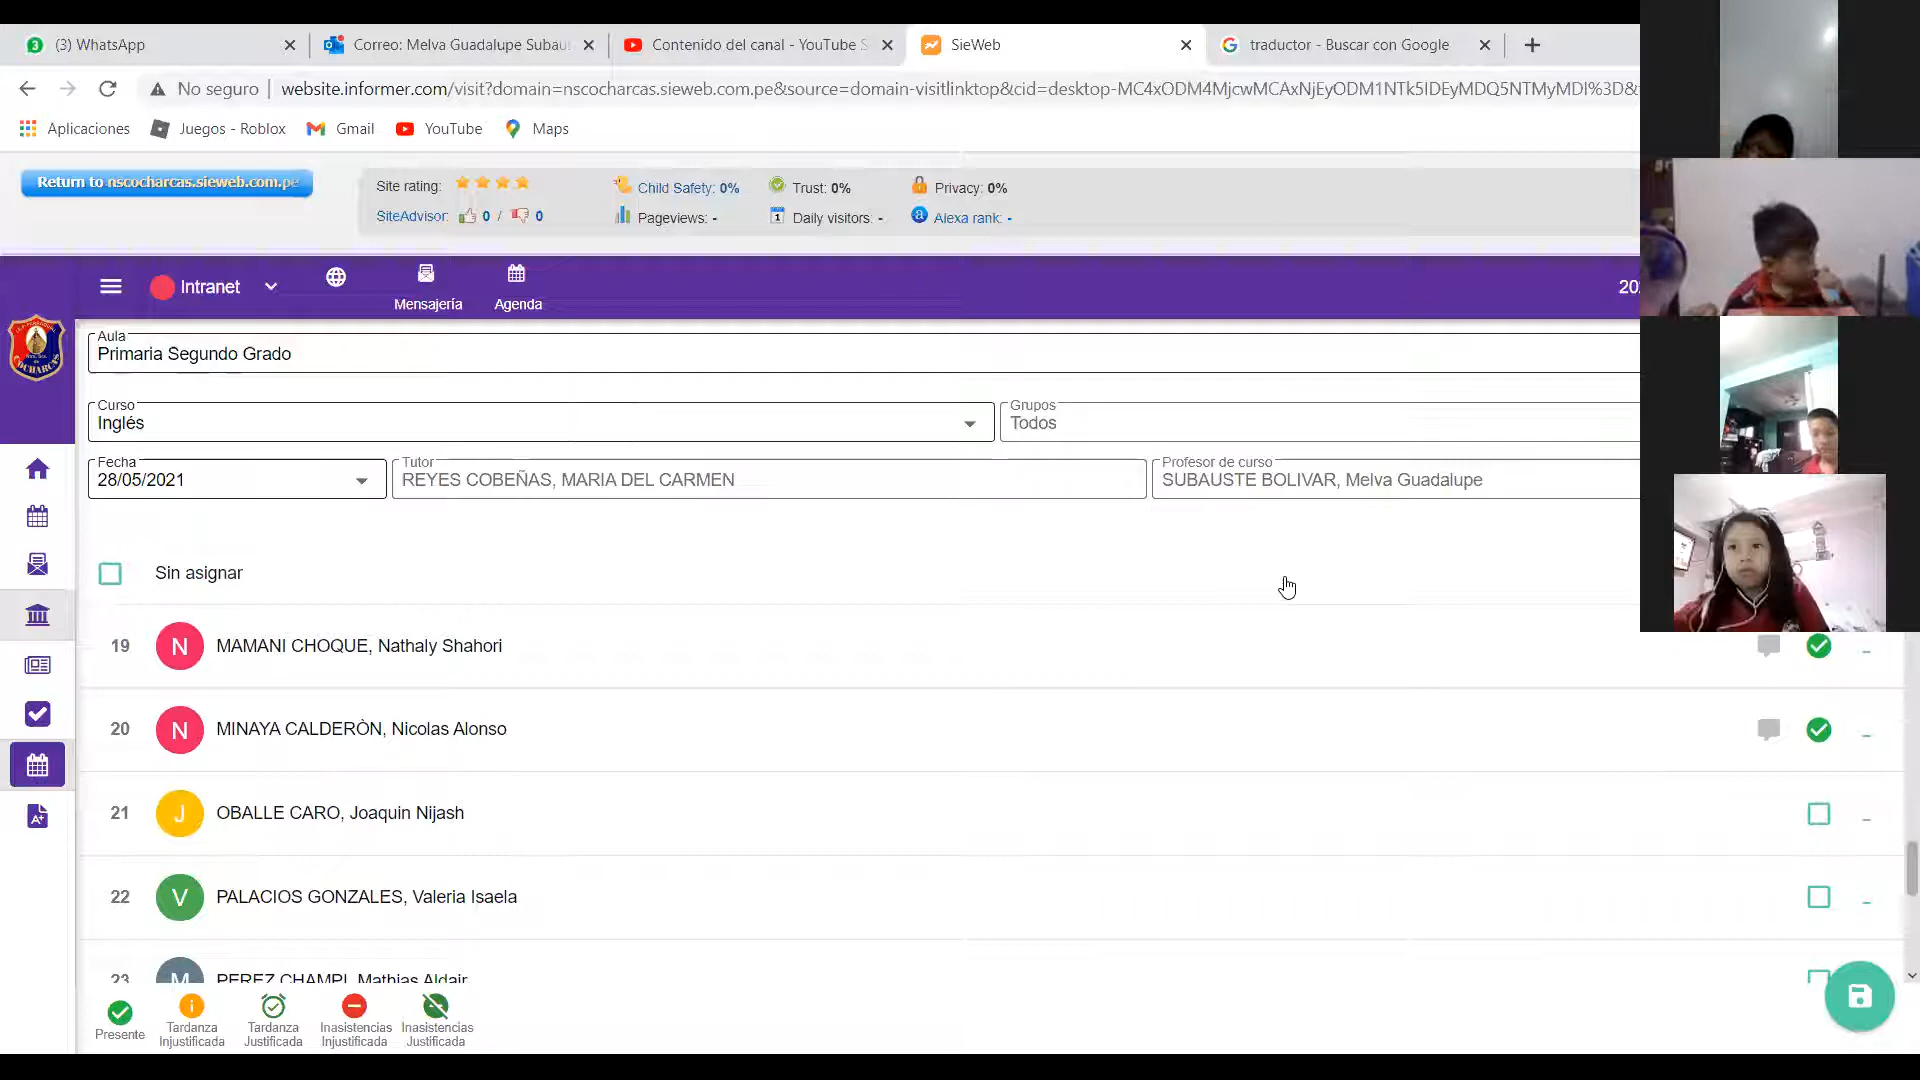 3 (3) WhatsApp
Correo: Melva Guadalupe Subau
Contenido del canal - YouTube S
SieWeb
traductor - Buscar con Google
No seguro
website.informer.com/visit?domain=nscocharcas.sieweb.com.pe&source=domain-visitlinktop&cid=desktop-MC4xODM4MjcwMCAxNjEyODM1NTk5IDEyMDQ5NTMyMDI%3D&
Aplicaciones
Juegos - Roblox
Gmail
YouTube
Maps
Return to nscocharcas.sieweb.com.pe
Site rating:
Child Safety: 0%
Trust: 0%
Privacy: 0%
SiteAdvisor: 0 / 0
Pageviews: -
Daily visitors: -
Alexa rank: -
Intranet
Mensajería
Agenda
202
COCHARCAS
Aula
Primaria Segundo Grado
Curso
Inglés
Grupos
Todos
Fecha
28/05/2021
Tutor
REYES COBEÑAS, MARIA DEL CARMEN
Profesor de curso
SUBAUSTE BOLIVAR, Melva Guadalupe
Sin asignar
19 N MAMANI CHOQUE, Nathaly Shahori -
20 N MINAYA CALDERÒN, Nicolas Alonso -
21 J OBALLE CARO, Joaquin Nijash -
22 V PALACIOS GONZALES, Valeria Isaela -
23 M PEREZ CHAMPI, Mathias Aldair
Presente
Tardanza Injustificada
Tardanza Justificada
Inasistencias Injustificada
Inasistencias Justificada